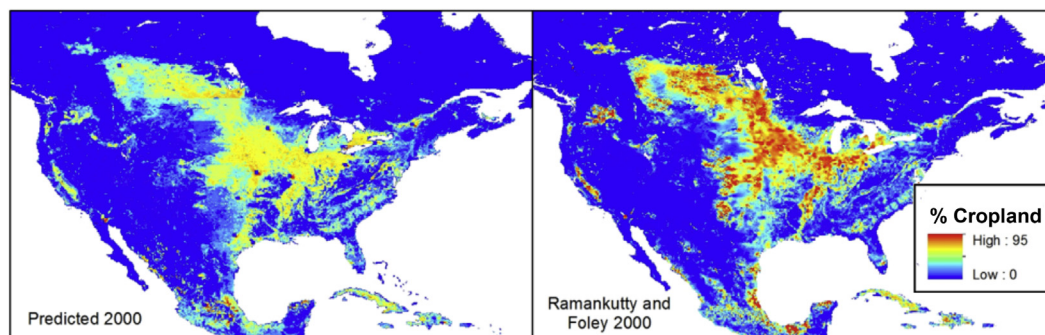 Predicted 2000
Ramankutty and
Foley 2000
% Cropland
High : 95
Low : 0